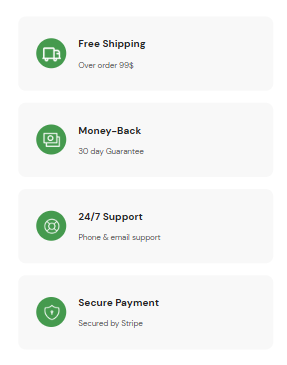 Free Shipping
Over order 99$
Money-Back
30 day Guarantee
24/7 Support
Phone & email support
Secure Payment
Secured by Stripe